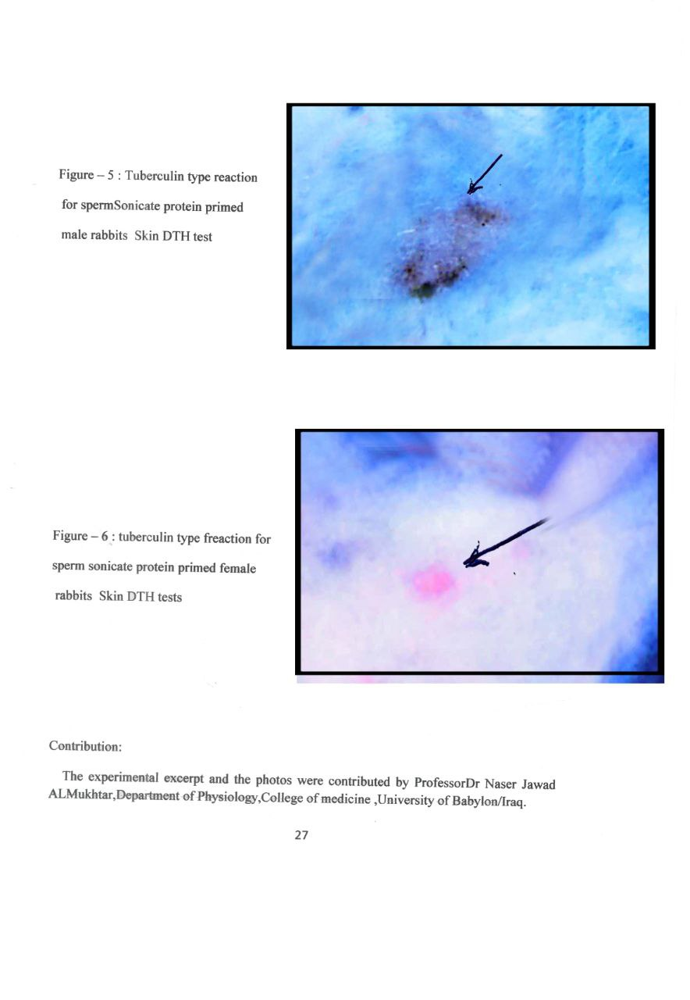 Figure – 5 : Tuberculin type reaction
for spermSonicate protein primed
male rabbits Skin DTH test
Figure – 6 : tuberculin type freaction for
sperm sonicate protein primed female
rabbits Skin DTH tests
Contribution:
The experimental excerpt and the photos were contributed by ProfessorDr Naser Jawad
ALMukhtar,Department of Physiology,College of medicine ,University of Babylon/Iraq.
27